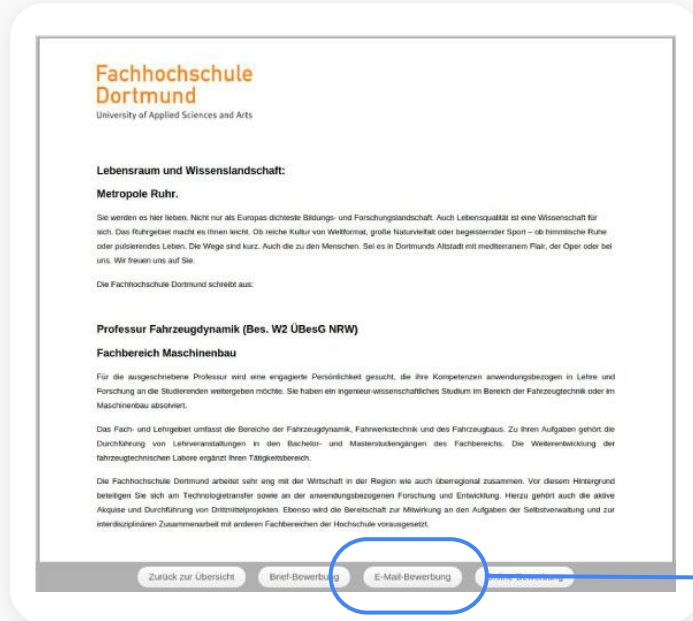 Fachhochschule
Dortmund
University of Applied Sciences and Arts
Lebensraum und Wissenslandschaft:
Metropole Ruhr.
Sie werden es hier lieben. Nicht nur als Europas dichteste Bildungs- und Forschungslandschaft. Auch Lebensqualität ist eine Wissenschaft für
sich. Das Ruhrgebiet macht es Ihnen leicht. Ob reiche Kultur von Weltformat, große Naturvielfalt oder begeisternder Sport – ob himmlische Ruhe
oder pulsierendes Leben. Die Wege sind kurz. Auch die zu den Menschen. Sei es in Dortmunds Altstadt mit mediterranem Flair, der Oper oder bei
uns. Wir freuen uns auf Sie.
Die Fachhochschule Dortmund schreibt aus:
Professur Fahrzeugdynamik (Bes. W2 ÜBesG NRW)
Fachbereich Maschinenbau
Für die ausgeschriebene Professur wird eine engagierte Persönlichkeit gesucht, die ihre Kompetenzen anwendungsbezogen in Lehre und
Forschung an die Studierenden weitergeben möchte. Sie haben ein ingenieur-wissenschaftliches Studium im Bereich der Fahrzeugtechnik oder im
Maschinenbau absolviert.
Das Fach- und Lehrgebiet umfasst die Bereiche der Fahrzeugdynamik, Fahrwerkstechnik und des Fahrzeugbaus. Zu Ihren Aufgaben gehört die
Durchführung von Lehrveranstaltungen in den Bachelor- und Masterstudiengängen des Fachbereichs. Die Weiterentwicklung der
fahrzeugtechnischen Labore ergänzt Ihren Tätigkeitsbereich.
Die Fachhochschule Dortmund arbeitet sehr eng mit der Wirtschaft in der Region wie auch überregional zusammen. Vor diesem Hintergrund
beteiligen Sie sich am Technologietransfer sowie an der anwendungsbezogenen Forschung und Entwicklung. Hierzu gehört auch die aktive
Akquise und Durchführung von Drittmittelprojekten. Ebenso wird die Bereitschaft zur Mitwirkung an den Aufgaben der Selbstverwaltung und zur
interdisziplinären Zusammenarbeit mit anderen Fachbereichen der Hochschule vorausgesetzt.
Zurück zur Übersicht Brief-Bewerbung E-Mail-Bewerbung